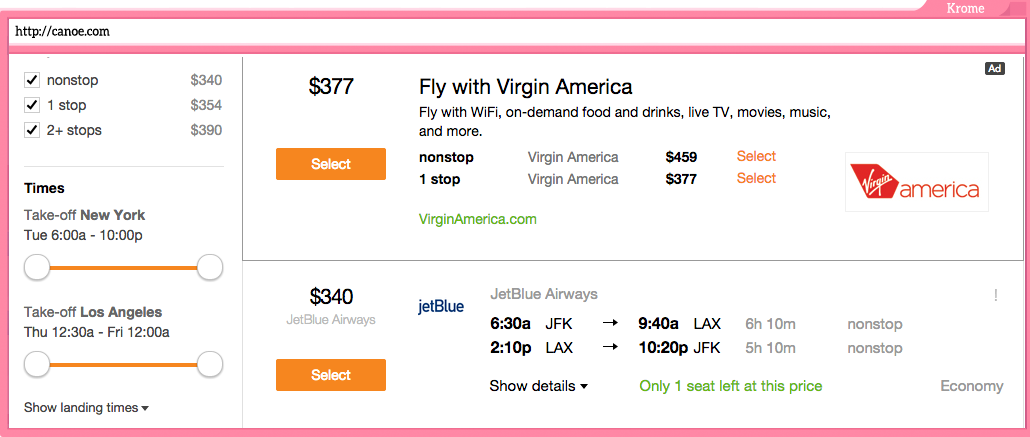 Krome
http://canoe.com
nonstop $340
1 stop $354
2+ stops $390
Times
Take-off New York
Tue 6:00a - 10:00p
Take-off Los Angeles
Thu 12:30a - Fri 12:00a
Show landing times
Ad
$377
Select
Fly with Virgin America
Fly with WiFi, on-demand food and drinks, live TV, movies, music,
and more.
nonstop Virgin America $459 Select
1 stop Virgin America $377 Select
VirginAmerica.com
Virgin america
$340
JetBlue Airways
Select
jetBlue
JetBlue Airways !
6:30a JFK → 9:40a LAX 6h 10m nonstop
2:10p LAX → 10:20p JFK 5h 10m nonstop
Show details Only 1 seat left at this price Economy